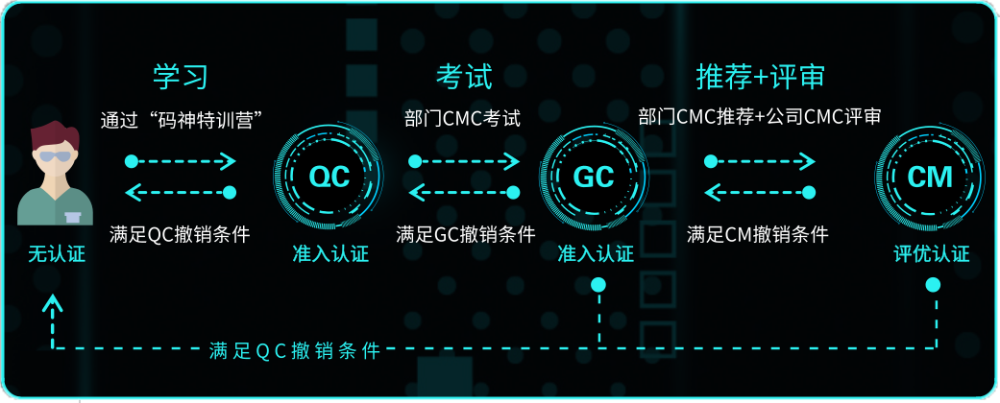 学习
考试
推荐+评审
通过“码神特训营”
部门CMC考试
部门CMC推荐+公司CMC评审
QC
GC
CM
满足QC撤销条件
满足GC撤销条件
满足CM撤销条件
无认证
准入认证
准入认证
评优认证
满足QC撤销条件